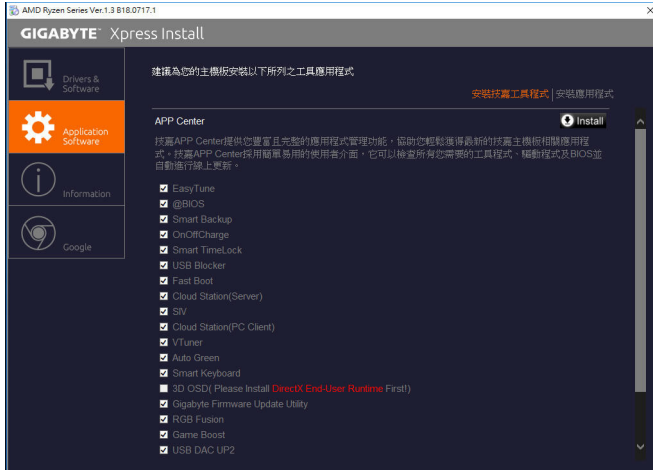 AMD Ryzen Series Ver.1.3 B18.0717.1
GIGABYTE™ Xpress Install
Drivers &
Software
Application
Software
Information
Google
建議為您的主機板安裝以下所列之工具應用程式
安裝技嘉工具程式|安裝應用程式
APP Center
Install
技嘉APP Center提供您豐富且完整的應用程式管理功能，協助您輕鬆獲得最新的技嘉主機板相關應用程
式。技嘉APP Center採用簡單易用的使用者介面，它可以檢查所有您需要的工具程式、驅動程式及BIOS並
自動進行線上更新。
EasyTune
@BIOS
Smart Backup
OnOffCharge
Smart TimeLock
USB Blocker
Fast Boot
Cloud Station(Server)
SIV
Cloud Station(PC Client)
VTuner
Auto Green
Smart Keyboard
3D OSD( Please Install DirectX End-User Runtime First!)
Gigabyte Firmware Update Utility
RGB Fusion
Game Boost
USB DAC UP2